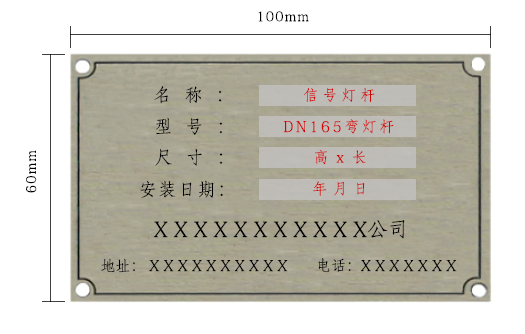 100mm
60mm
名 称 : 信号灯杆
型 号 : DN165弯灯杆
尺 寸 : 高 x 长
安装日期: 年月日
XXXXXXXXXXX公司
地址: XXXXXXXXXX 电话: XXXXXXX